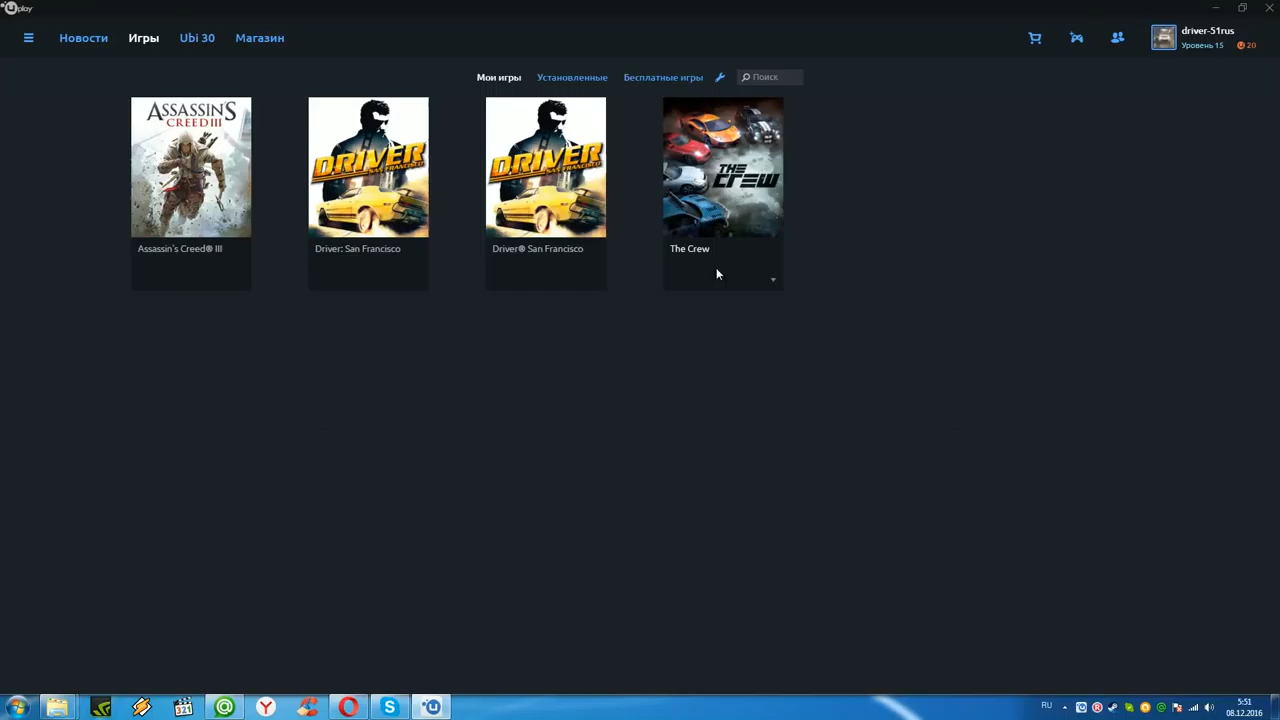 uplay
Новости Игры Ubi 30 Магазин
driver-51rus
Уровень 15 20
Мои игры Установленные Бесплатные игры Поиск
ASSASSIN'S
CREED III
DRIVER
SAN FRANCISCO
DRIVER
SAN FRANCISCO
THE
CREW
Assassin's Creed® III
Driver: San Francisco
Driver® San Francisco
The Crew
321
RU
5:51
08.12.2016